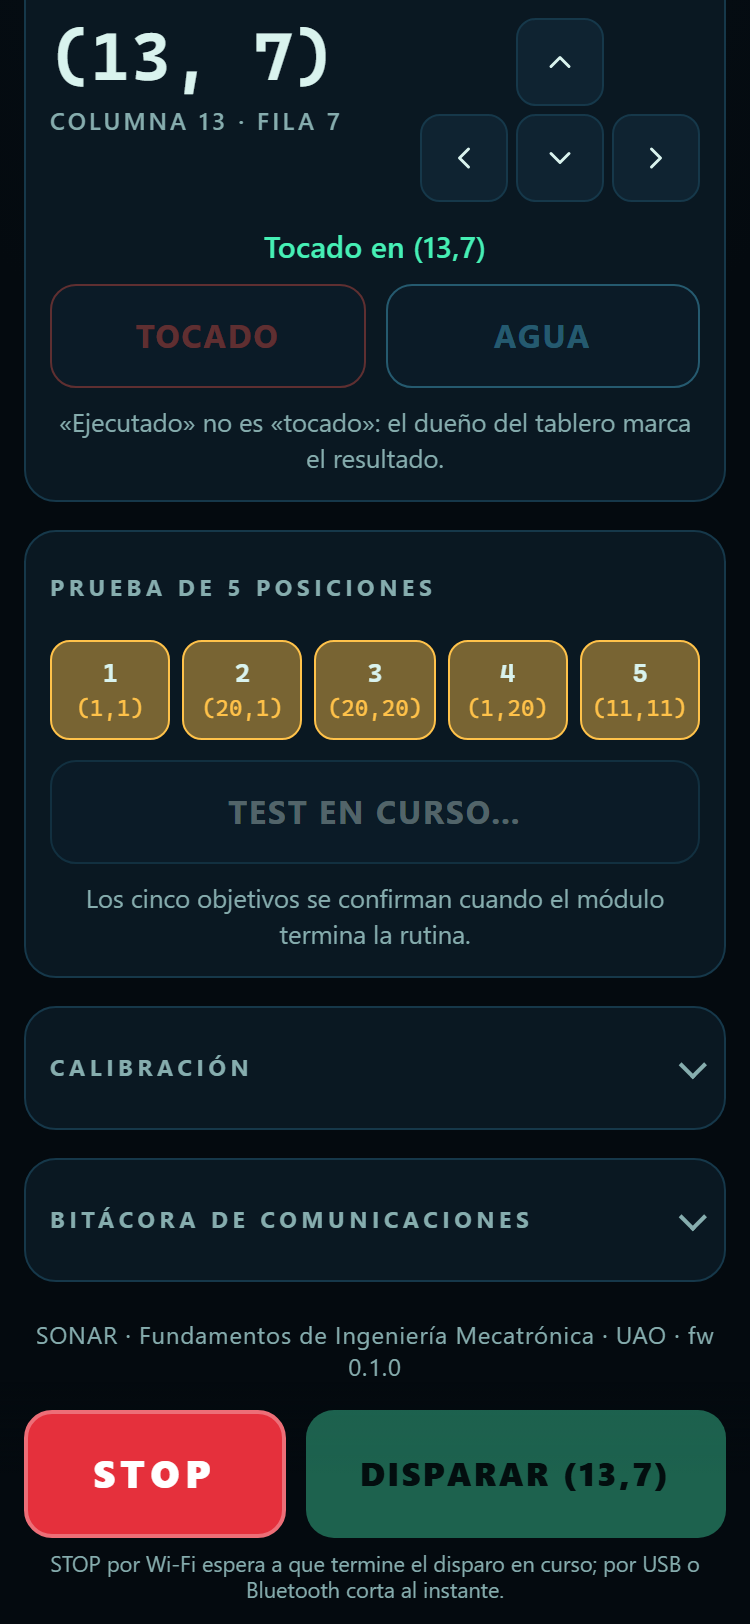 (13, 7)
COLUMNA 13 · FILA 7
Tocado en (13,7)
TOCADO
AGUA
«Ejecutado» no es «tocado»: el dueño del tablero marca
el resultado.
PRUEBA DE 5 POSICIONES
1
(1,1)
2
(20,1)
3
(20,20)
4
(1,20)
5
(11,11)
TEST EN CURSO...
Los cinco objetivos se confirman cuando el módulo
termina la rutina.
CALIBRACIÓN
BITÁCORA DE COMUNICACIONES
SONAR · Fundamentos de Ingeniería Mecatrónica · UAO · fw
0.1.0
STOP
DISPARAR (13,7)
STOP por Wi-Fi espera a que termine el disparo en curso; por USB o
Bluetooth corta al instante.